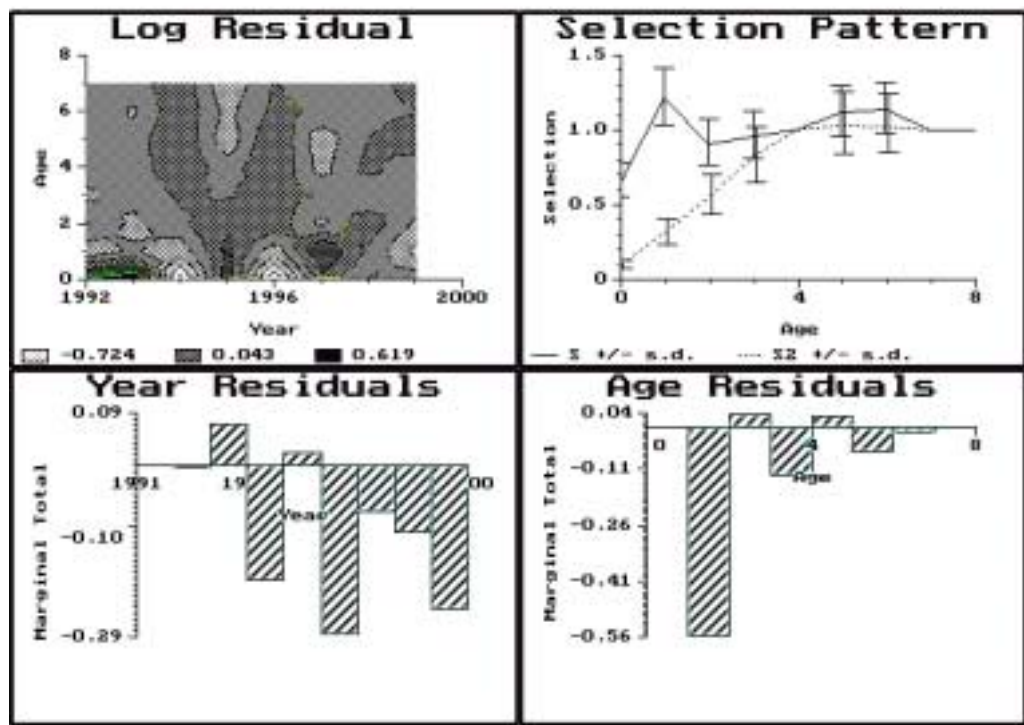 Log Residual
8
6
4
2
0
Age
1992
1996
2000
Year
-0.724
0.043
0.619
Selection Pattern
1.5
1.0
0.5
0
Selection
0
4
8
Age
S +/- s.d.
S2 +/- s.d.
Year Residuals
0.09
-0.10
-0.29
Marginal Total
1991
Year
Age Residuals
0.04
-0.11
-0.26
-0.41
-0.56
Marginal Total
0
4
8
Age